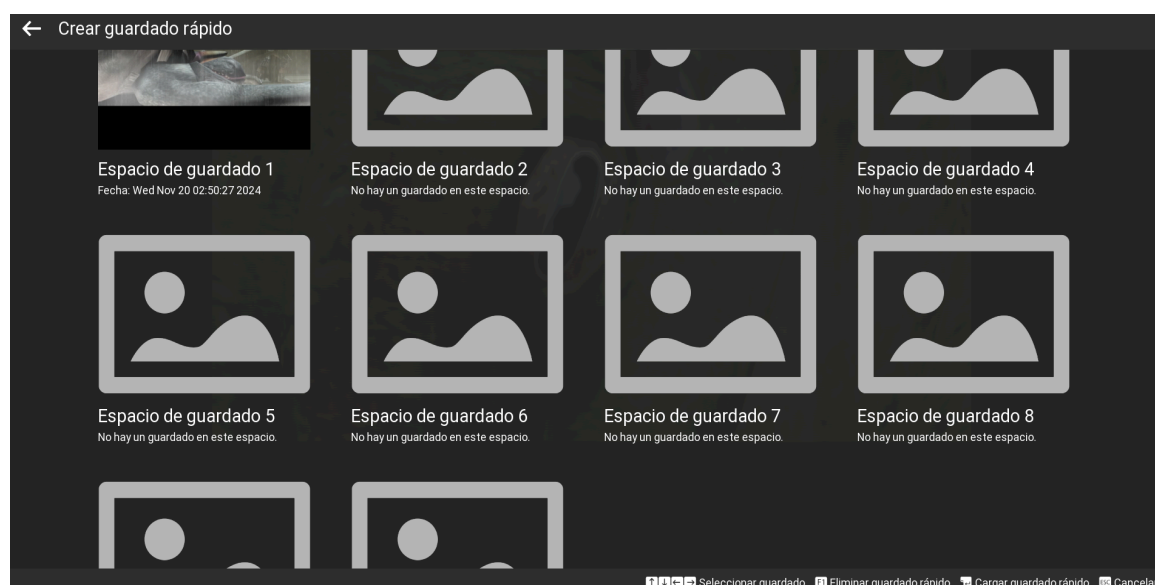 Crear guardado rápido
Espacio de guardado 1
Fecha: Wed Nov 20 02:50:27 2024
Espacio de guardado 2
No hay un guardado en este espacio.
Espacio de guardado 3
No hay un guardado en este espacio.
Espacio de guardado 4
No hay un guardado en este espacio.
Espacio de guardado 5
No hay un guardado en este espacio.
Espacio de guardado 6
No hay un guardado en este espacio.
Espacio de guardado 7
No hay un guardado en este espacio.
Espacio de guardado 8
No hay un guardado en este espacio.
↑ ↓ ← → Seleccionar guardado F1 Eliminar guardado rápido Cargar guardado rápido ESC Cancelar